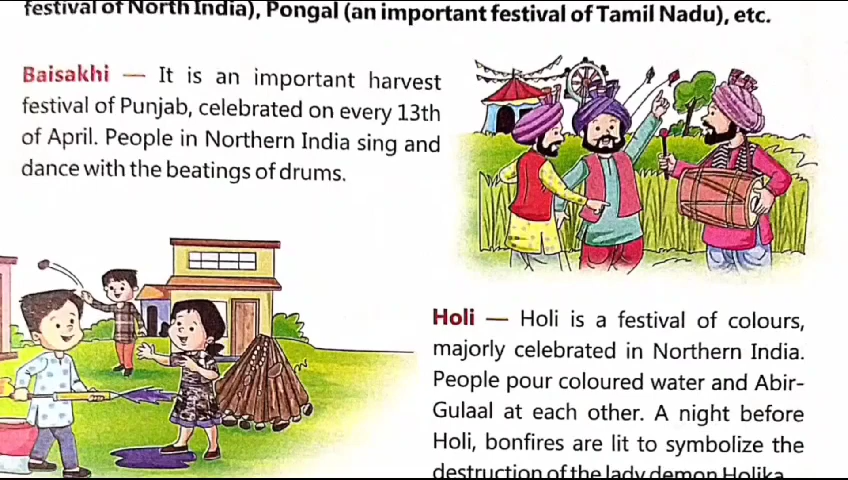 festival of North India), Pongal (an important festival of Tamil Nadu), etc.
Baisakhi — It is an important harvest
festival of Punjab, celebrated on every 13th
of April. People in Northern India sing and
dance with the beatings of drums.
Holi — Holi is a festival of colours,
majorly celebrated in Northern India.
People pour coloured water and Abir-
Gulaal at each other. A night before
Holi, bonfires are lit to symbolize the
destruction of the lady demon Holika.